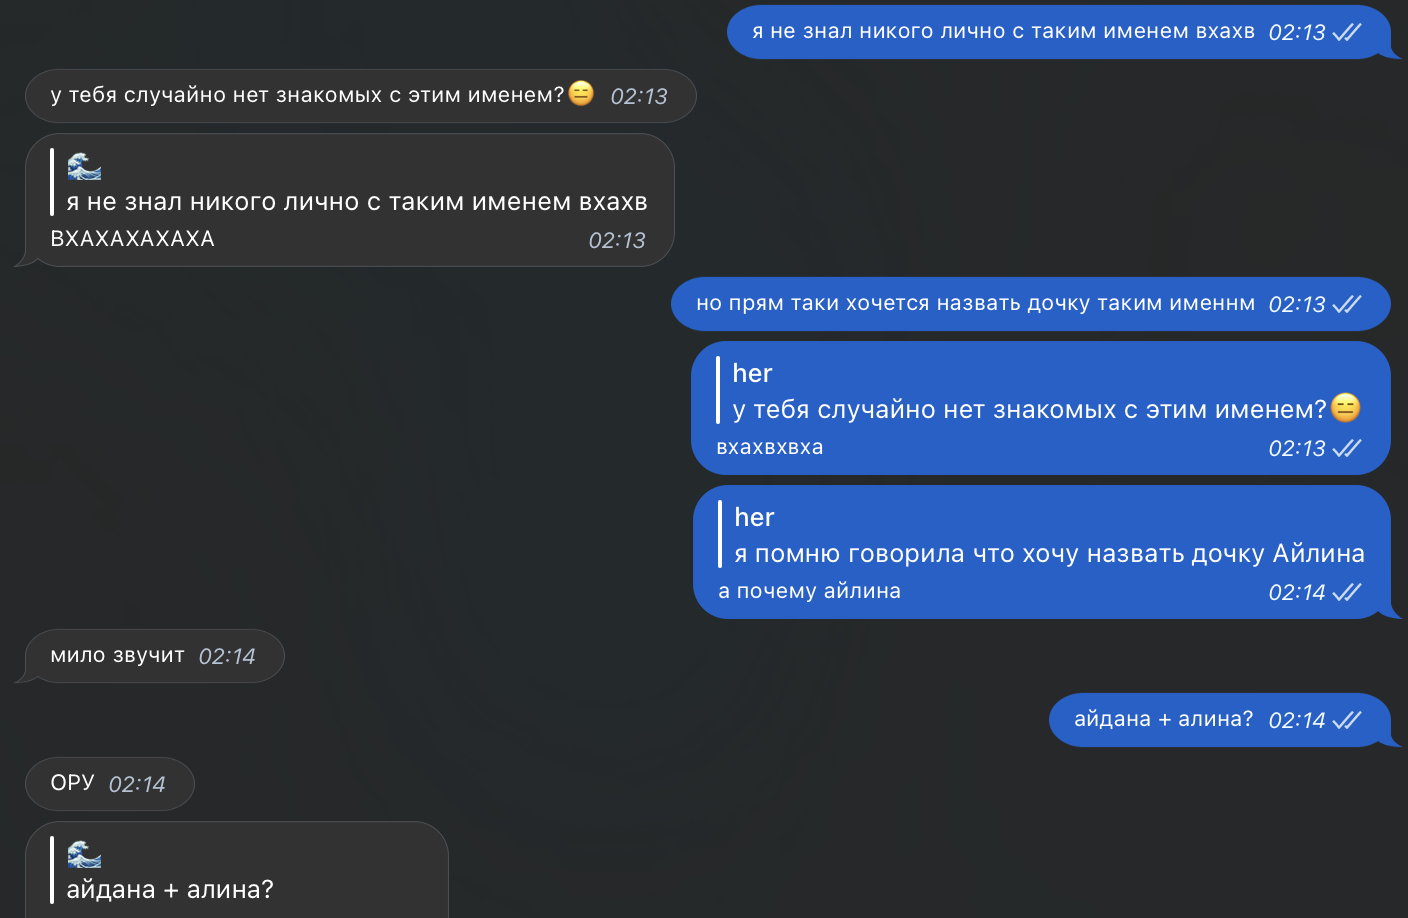 я не знал никого лично с таким именем вхахв 02:13
у тебя случайно нет знакомых с этим именем?😑 02:13
🌊
я не знал никого лично с таким именем вхахв
ВХАХАХАХАХА 02:13
но прям таки хочется назвать дочку таким именнм 02:13
her
у тебя случайно нет знакомых с этим именем?😑
вхахвхвха 02:13
her
я помню говорила что хочу назвать дочку Айлина
а почему айлина 02:14
мило звучит 02:14
айдана + алина? 02:14
ОРУ 02:14
🌊
айдана + алина?